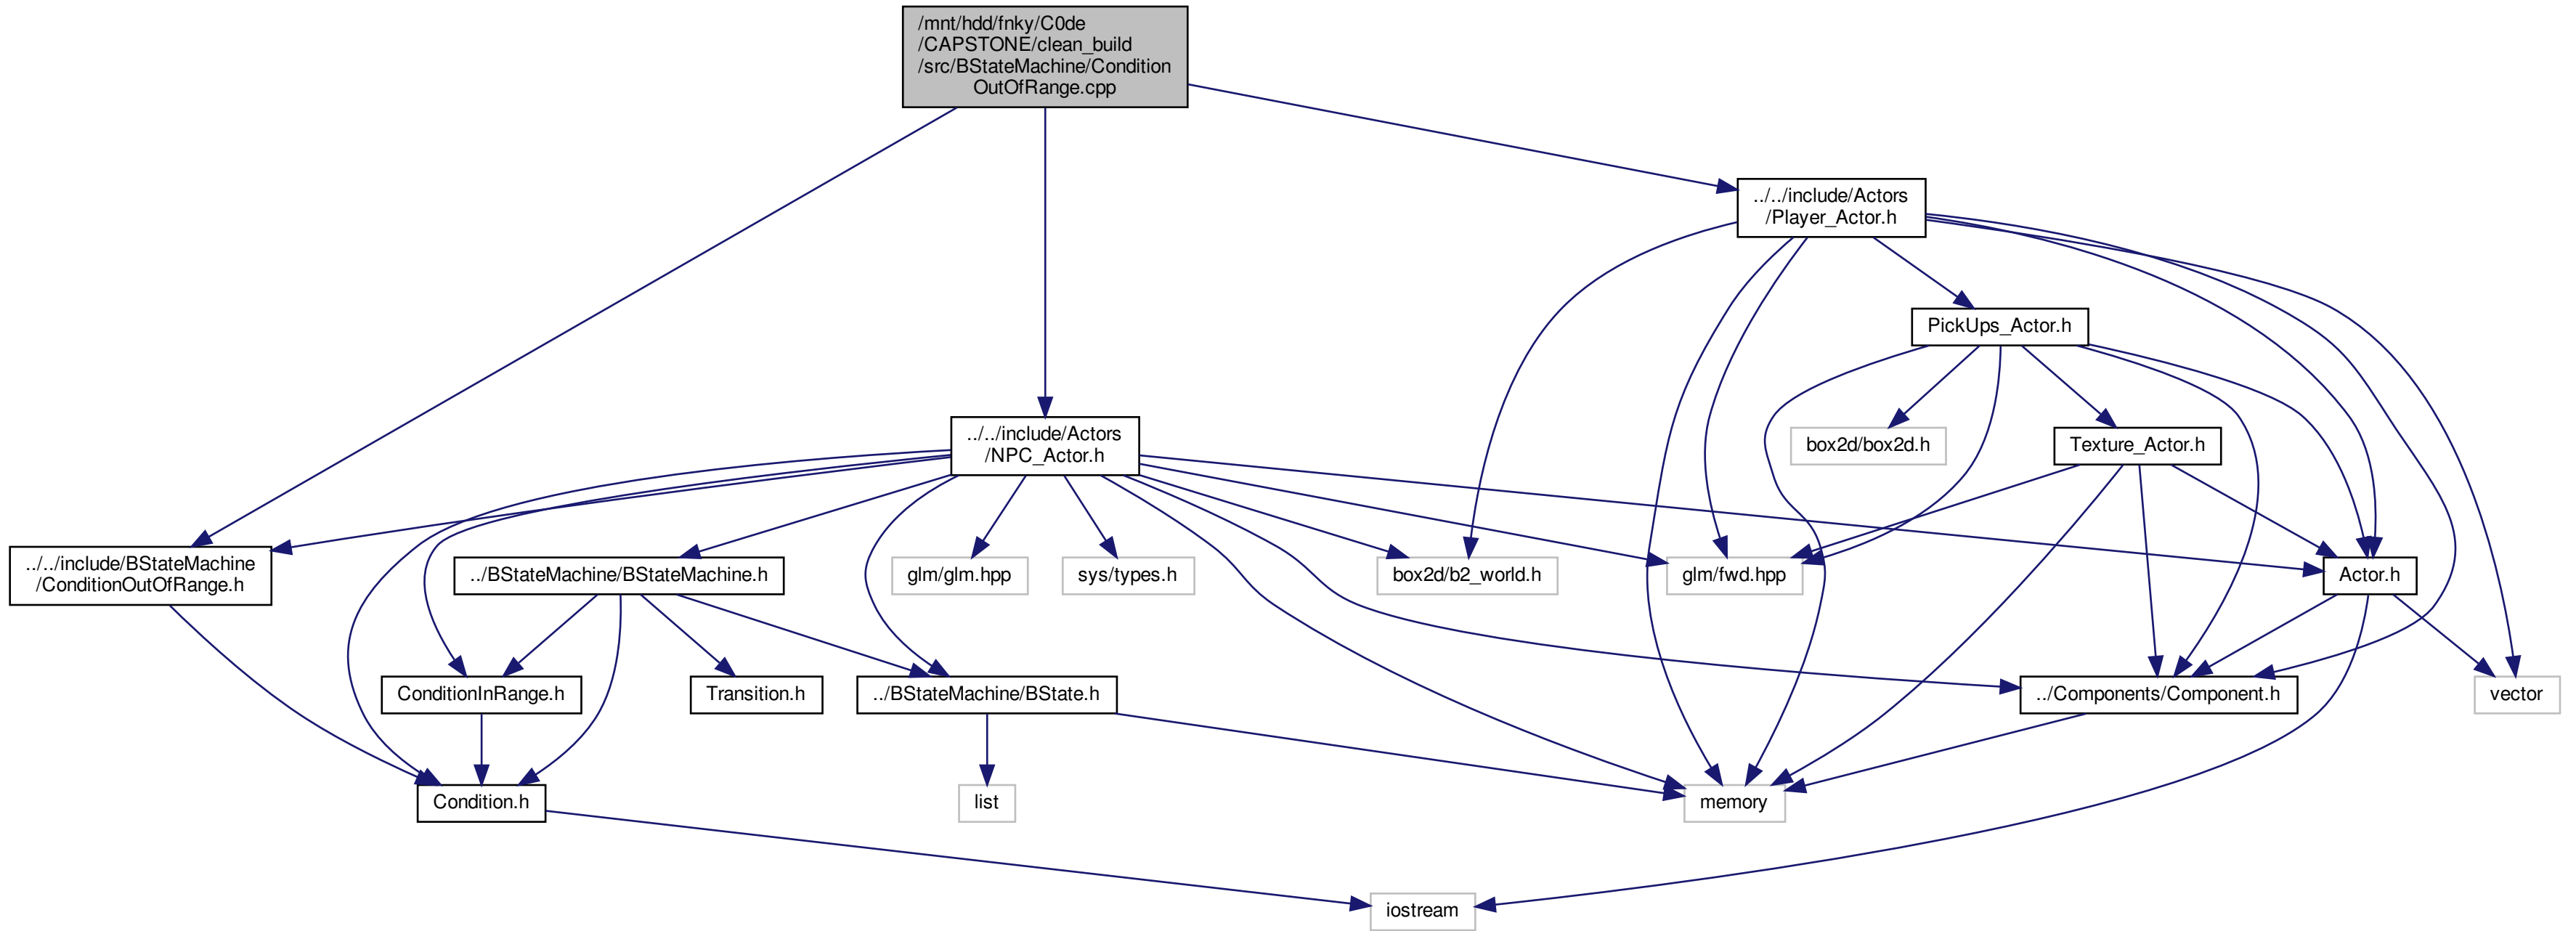 /mnt/hdd/fnky/C0de
/CAPSTONE/clean_build
/src/BStateMachine/Condition
OutOfRange.cpp
../../include/Actors
/Player_Actor.h
PickUps_Actor.h
../../include/Actors
/NPC_Actor.h
box2d/box2d.h
Texture_Actor.h
../../include/BStateMachine
/ConditionOutOfRange.h
../BStateMachine/BStateMachine.h
glm/glm.hpp
sys/types.h
box2d/b2_world.h
glm/fwd.hpp
Actor.h
ConditionInRange.h
Transition.h
../BStateMachine/BState.h
../Components/Component.h
vector
Condition.h
list
memory
iostream